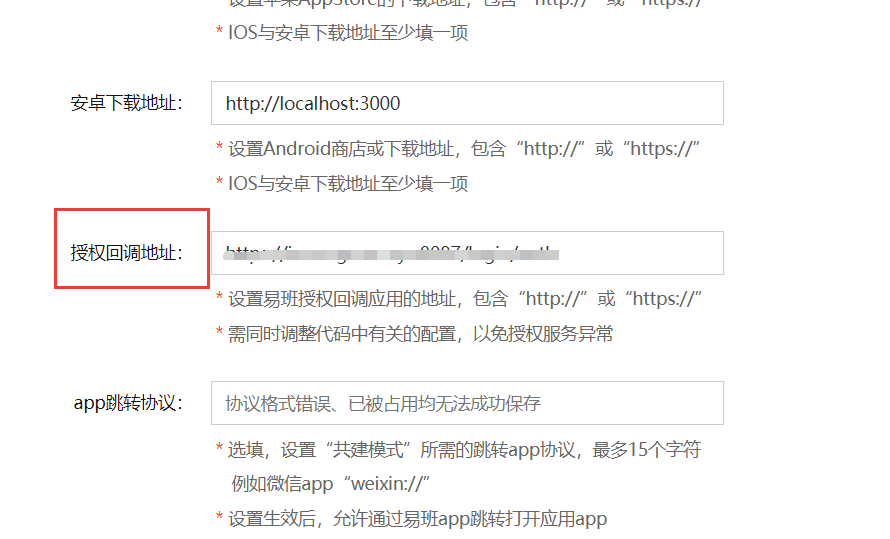 设置苹果AppStore的下载地址，包含“http://”或“https://”
* IOS与安卓下载地址至少填一项
安卓下载地址：
http://localhost:3000
* 设置Android商店或下载地址，包含“http://”或“https://”
* IOS与安卓下载地址至少填一项
授权回调地址：
* 设置易班授权回调应用的地址，包含“http://”或“https://”
* 需同时调整代码中有关的配置，以免授权服务异常
app跳转协议：
协议格式错误、已被占用均无法成功保存
* 选填，设置“共建模式”所需的跳转app协议，最多15个字符
例如微信app“weixin://”
* 设置生效后，允许通过易班app跳转打开应用app